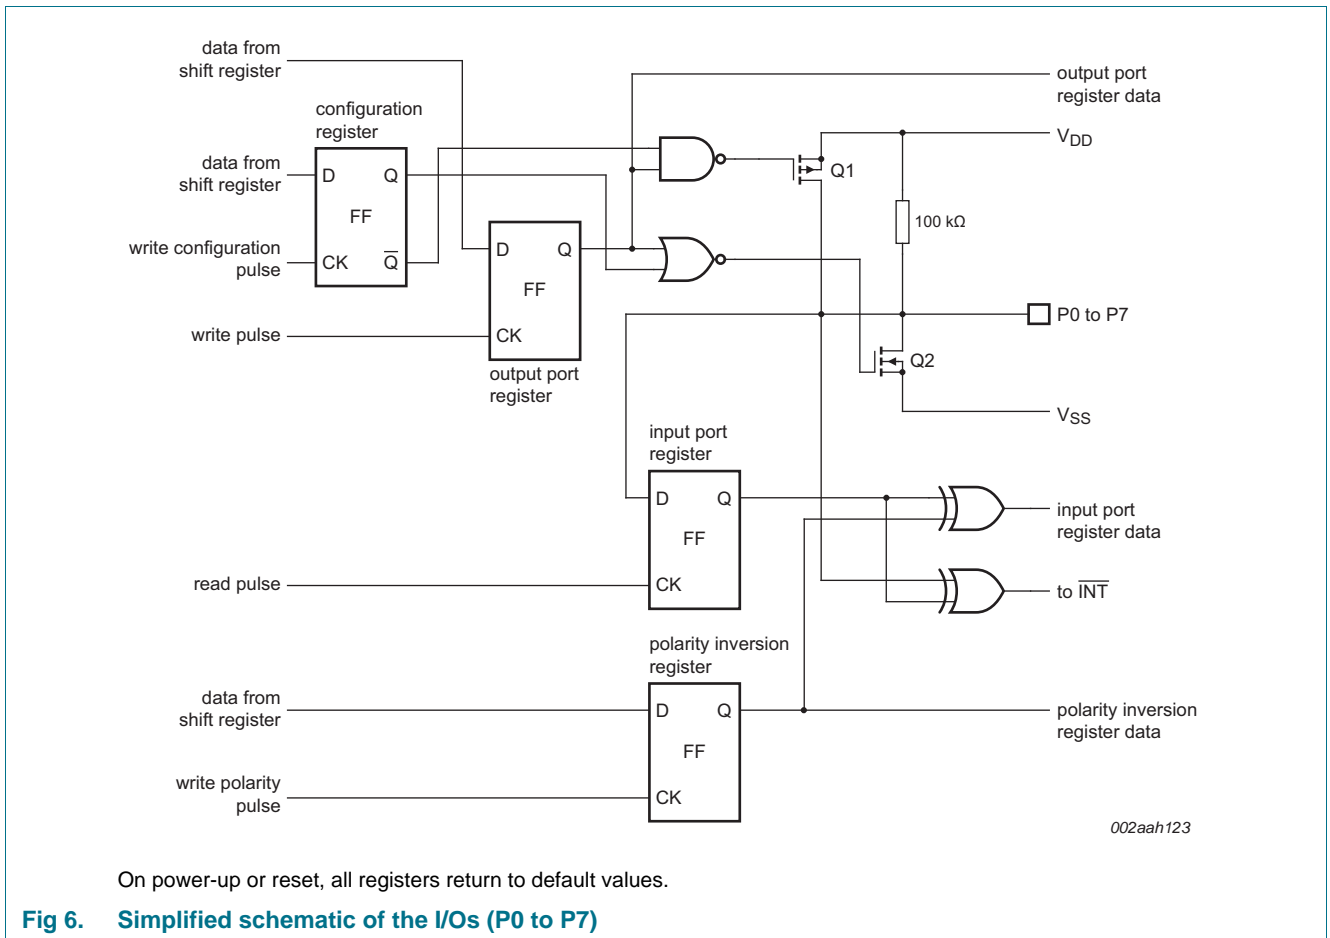 data from
shift register
output port
register data
configuration
register
VDD
data from
shift register
D
Q
Q1
FF
100 kΩ
write configuration
pulse
CK
Q̅
D
Q
FF
P0 to P7
write pulse
CK
Q2
output port
register
VSS
input port
register
D
Q
input port
register data
FF
read pulse
CK
to I̅N̅T̅
polarity inversion
register
data from
shift register
D
Q
polarity inversion
register data
FF
write polarity
pulse
CK
002aah123
On power-up or reset, all registers return to default values.
Fig 6. Simplified schematic of the I/Os (P0 to P7)